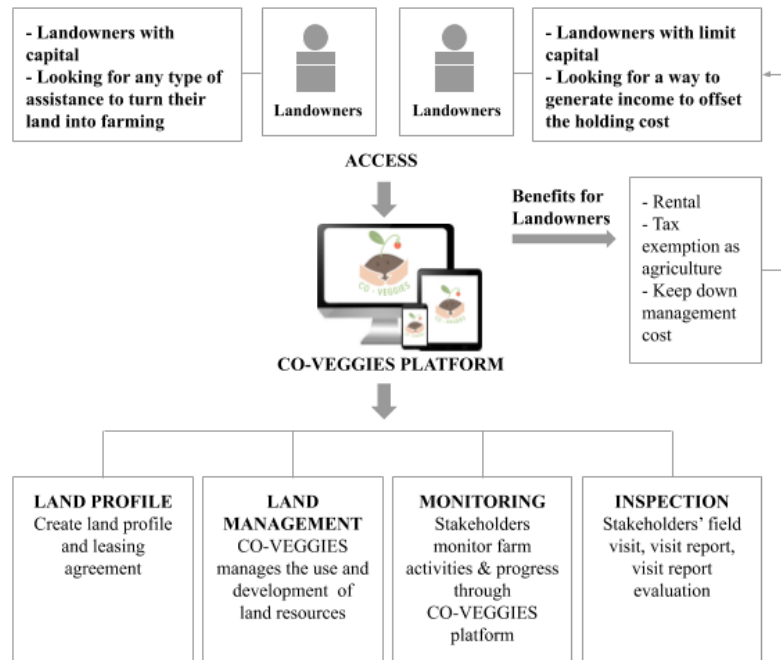 - Landowners with
capital
- Looking for any type of
assistance to turn their
land into farming
Landowners
Landowners
- Landowners with limit
capital
- Looking for a way to
generate income to offset
the holding cost
ACCESS
Benefits for
Landowners
- Rental
- Tax
exemption as
agriculture
- Keep down
management
cost
CO - VEGGIES
CO-VEGGIES PLATFORM
LAND PROFILE
Create land profile
and leasing
agreement
LAND
MANAGEMENT
CO-VEGGIES
manages the use and
development of
land resources
MONITORING
Stakeholders
monitor farm
activities & progress
through
CO-VEGGIES
platform
INSPECTION
Stakeholders' field
visit, visit report,
visit report
evaluation